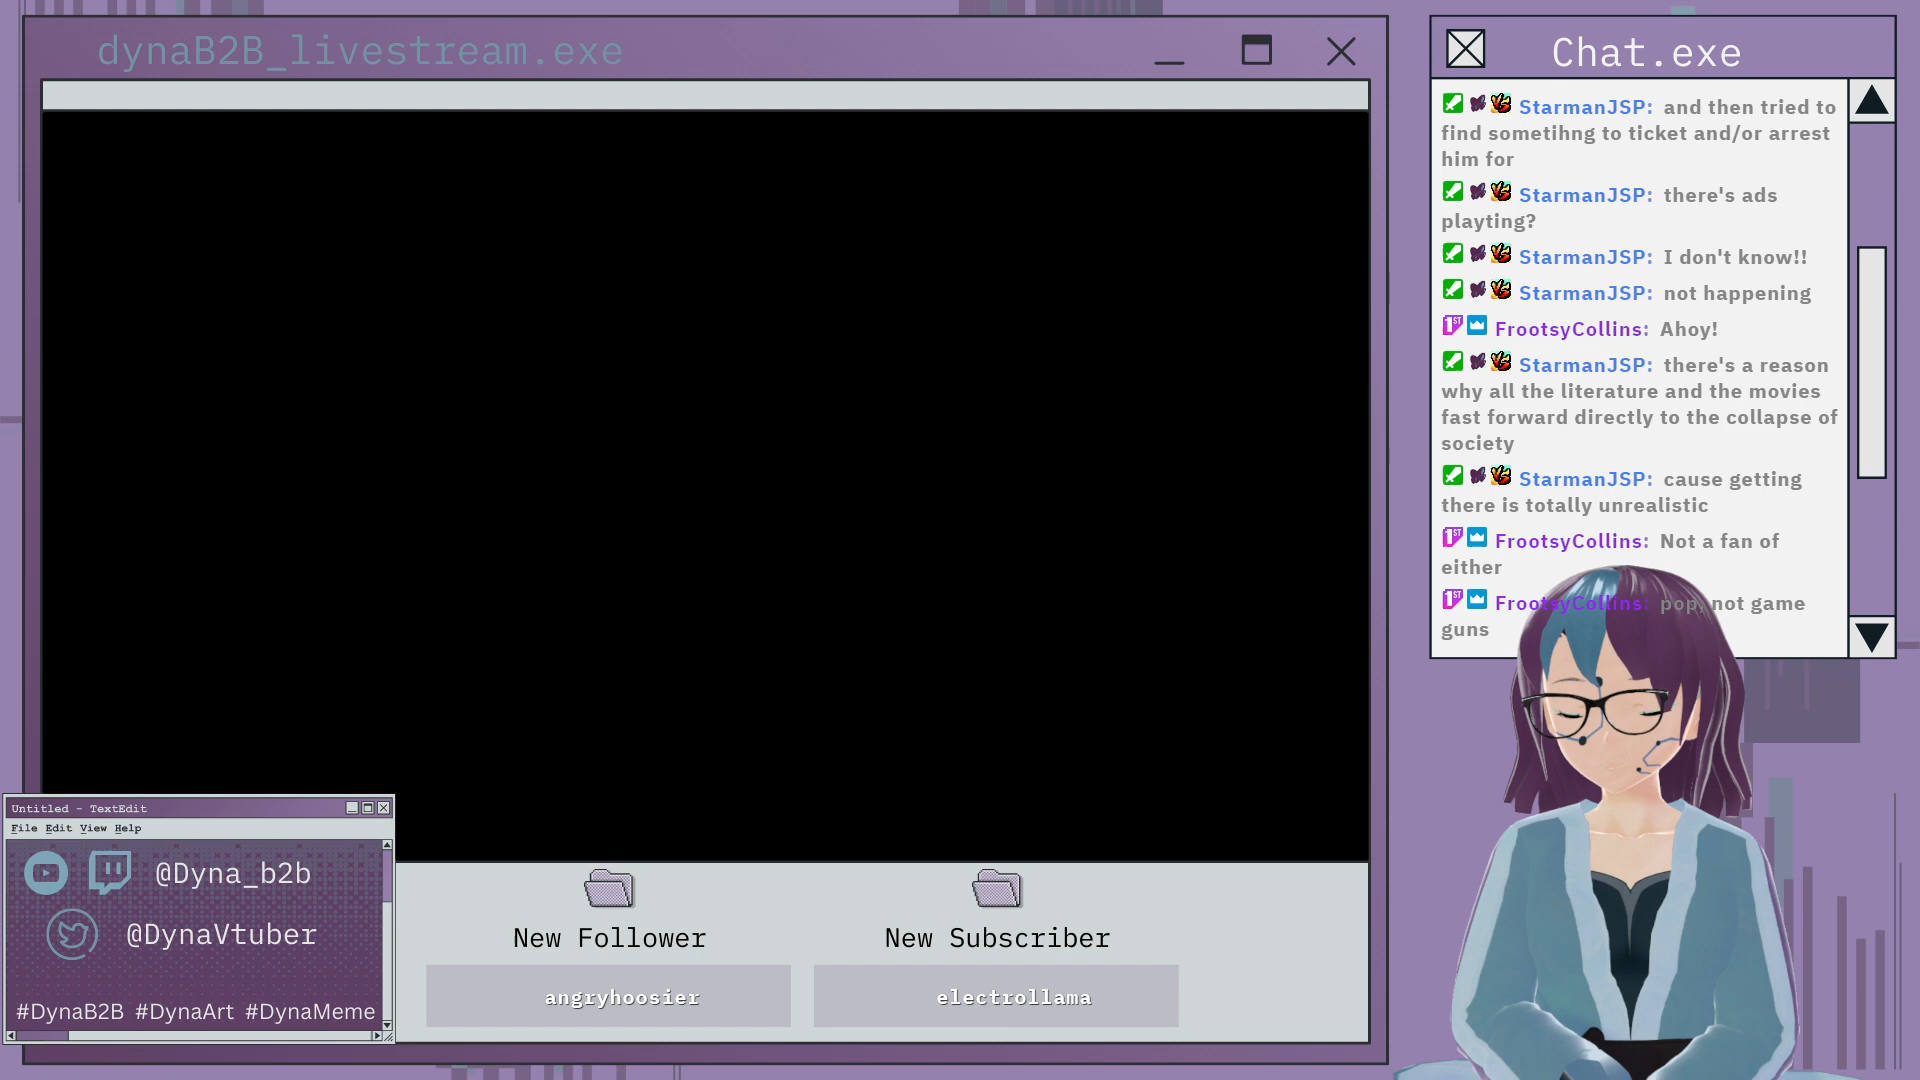 dynaB2B_livestream.exe
Chat.exe
StarmanJSP: and then tried to
find sometihng to ticket and/or arrest
him for
StarmanJSP: there's ads
playting?
StarmanJSP: I don't know!!
StarmanJSP: not happening
FrootsyCollins: Ahoy!
StarmanJSP: there's a reason
why all the literature and the movies
fast forward directly to the collapse of
society
StarmanJSP: cause getting
there is totally unrealistic
FrootsyCollins: Not a fan of
either
FrootsyCollins: pop, not game
guns
Untitled - TextEdit
File Edit View Help
@Dyna_b2b
@DynaVtuber
#DynaB2B #DynaArt #DynaMeme
New Follower
angryhoosier
New Subscriber
electrollama